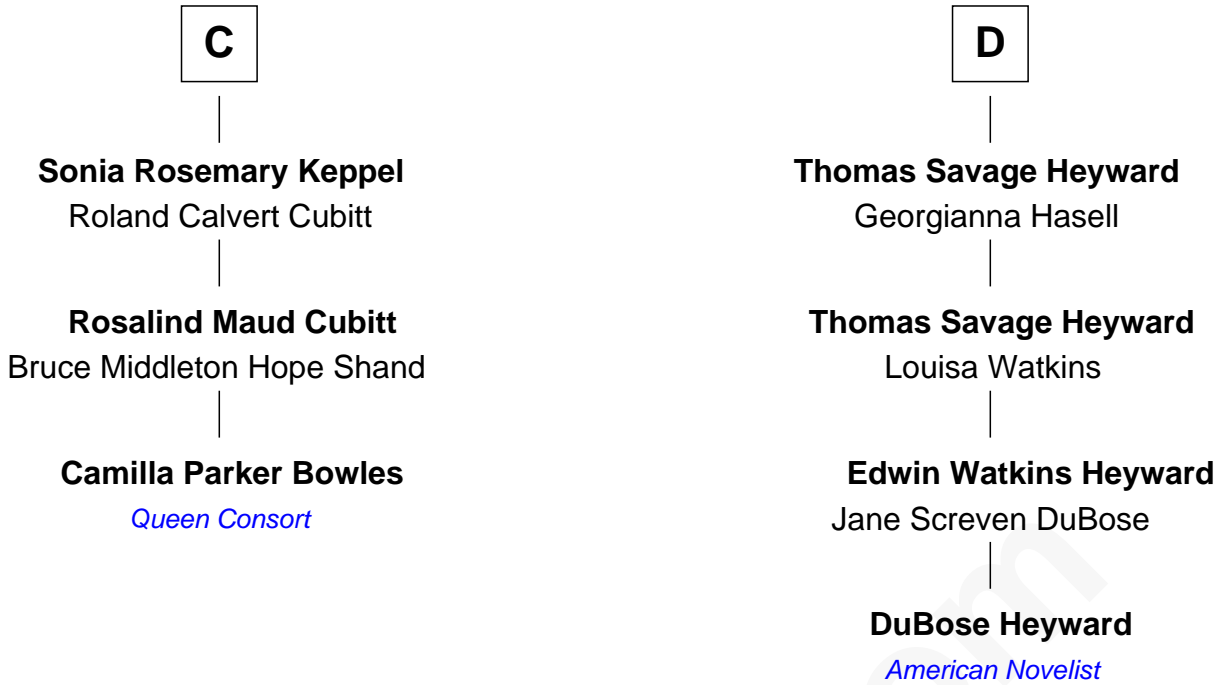 C
Sonia Rosemary Keppel
Roland Calvert Cubitt
Rosalind Maud Cubitt
Bruce Middleton Hope Shand
Camilla Parker Bowles
Queen Consort
D
Thomas Savage Heyward
Georgianna Hasell
Thomas Savage Heyward
Louisa Watkins
Edwin Watkins Heyward
Jane Screven DuBose
DuBose Heyward
American Novelist